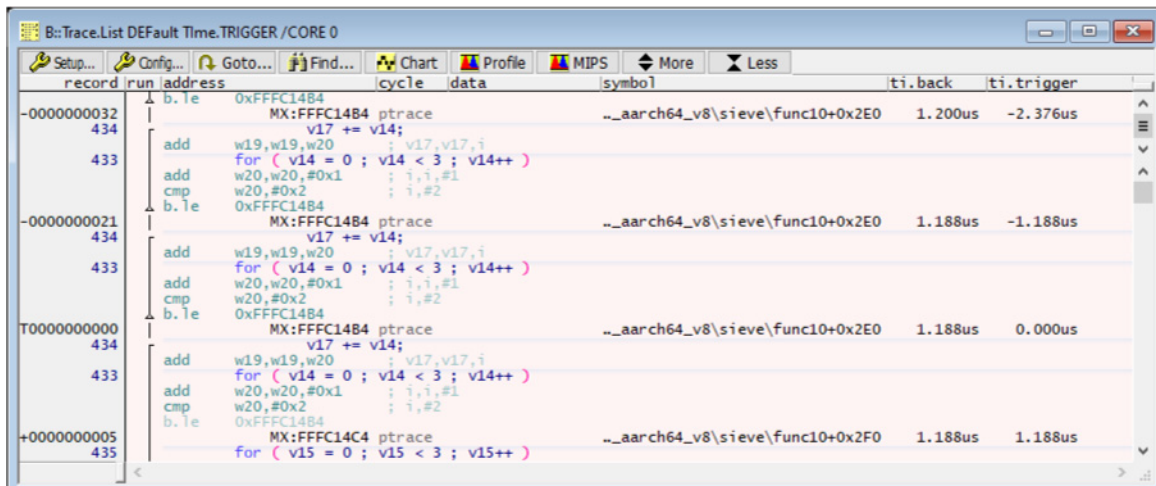 B::Trace.List DEFault TIme.TRIGGER /CORE 0
Setup... Config... Goto... Find... Chart Profile MIPS More Less
record run address cycle data symbol ti.back ti.trigger
b.le 0xFFFC14B4
-0000000032 MX:FFFC14B4 ptrace .._aarch64_v8\sieve\func10+0x2E0 1.200us -2.376us
434 v17 += v14;
add w19,w19,w20 ; v17,v17,i
433 for ( v14 = 0 ; v14 < 3 ; v14++ )
add w20,w20,#0x1 ; i,i,#1
cmp w20,#0x2 ; i,#2
b.le 0xFFFC14B4
-0000000021 MX:FFFC14B4 ptrace .._aarch64_v8\sieve\func10+0x2E0 1.188us -1.188us
434 v17 += v14;
add w19,w19,w20 ; v17,v17,i
433 for ( v14 = 0 ; v14 < 3 ; v14++ )
add w20,w20,#0x1 ; i,i,#1
cmp w20,#0x2 ; i,#2
b.le 0xFFFC14B4
T0000000000 MX:FFFC14B4 ptrace .._aarch64_v8\sieve\func10+0x2E0 1.188us 0.000us
434 v17 += v14;
add w19,w19,w20 ; v17,v17,i
433 for ( v14 = 0 ; v14 < 3 ; v14++ )
add w20,w20,#0x1 ; i,i,#1
cmp w20,#0x2 ; i,#2
b.le 0xFFFC14B4
+0000000005 MX:FFFC14C4 ptrace .._aarch64_v8\sieve\func10+0x2F0 1.188us 1.188us
435 for ( v15 = 0 ; v15 < 3 ; v15++ )